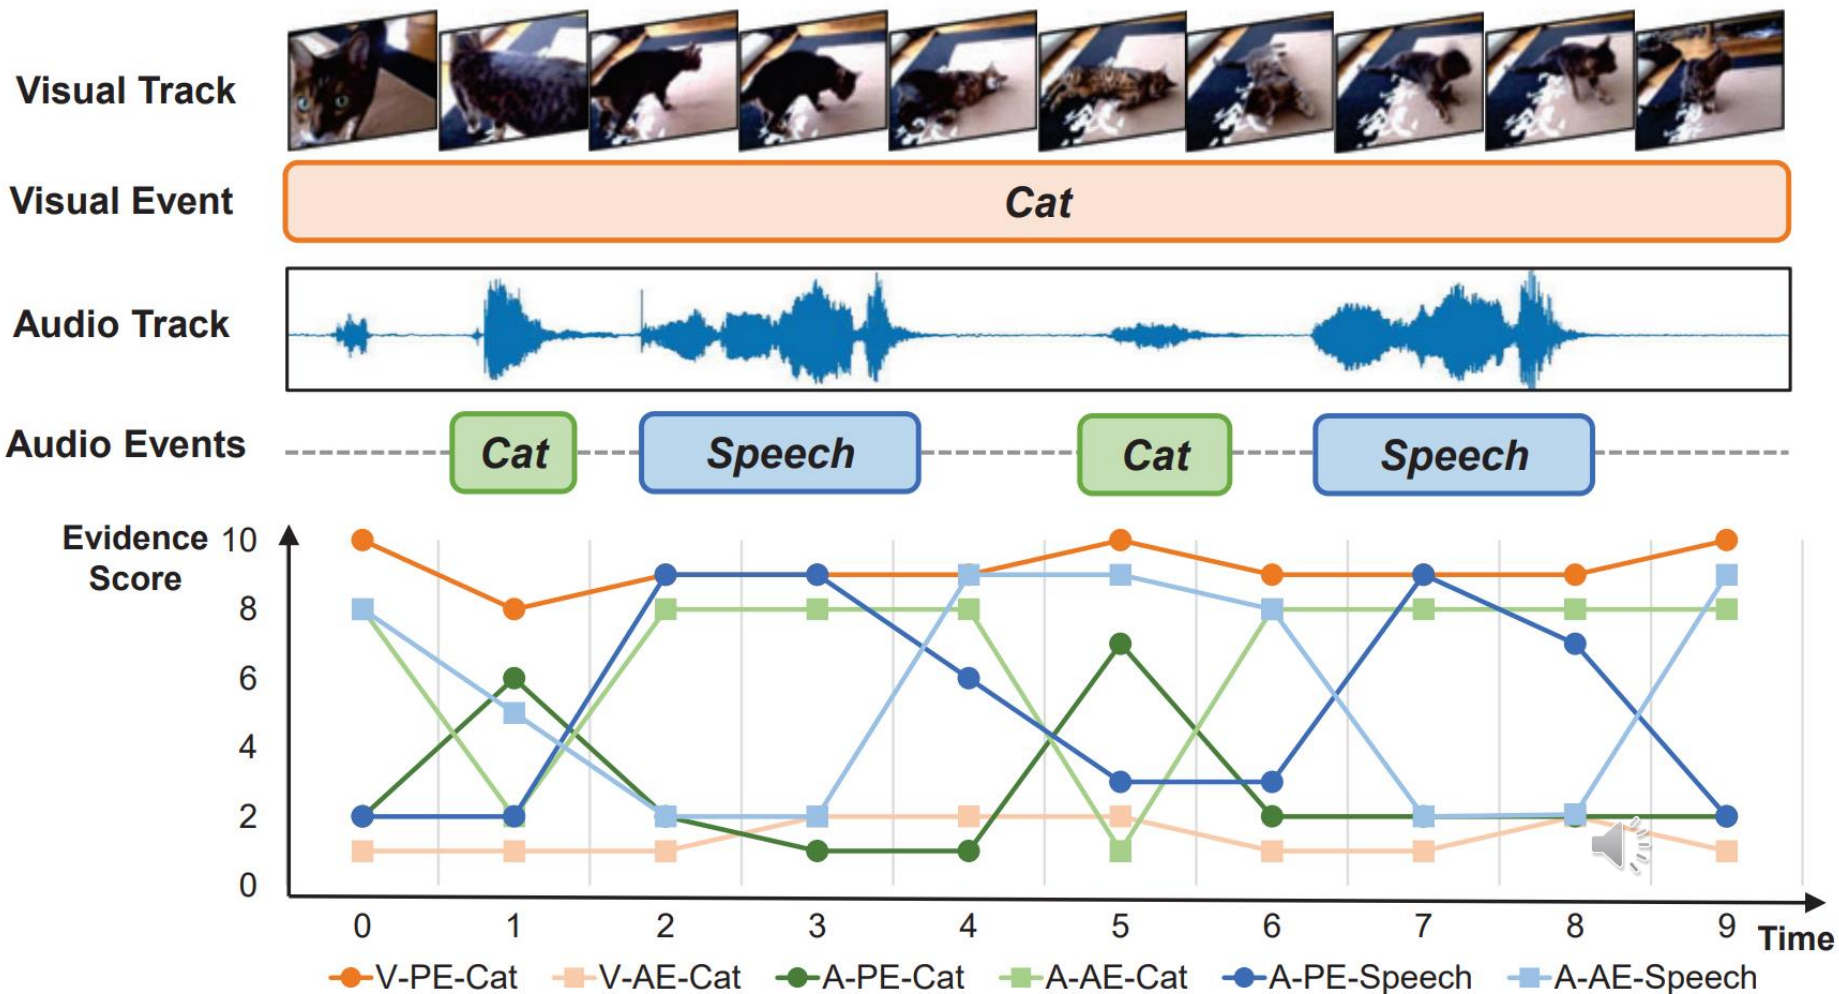 Visual Track
Visual Event
Cat
Audio Track
Audio Events
Cat
Speech
Cat
Speech
Evidence
Score
10
8
6
4
2
0
0 1 2 3 4 5 6 7 8 9 Time
V-PE-Cat V-AE-Cat A-PE-Cat A-AE-Cat A-PE-Speech A-AE-Speech